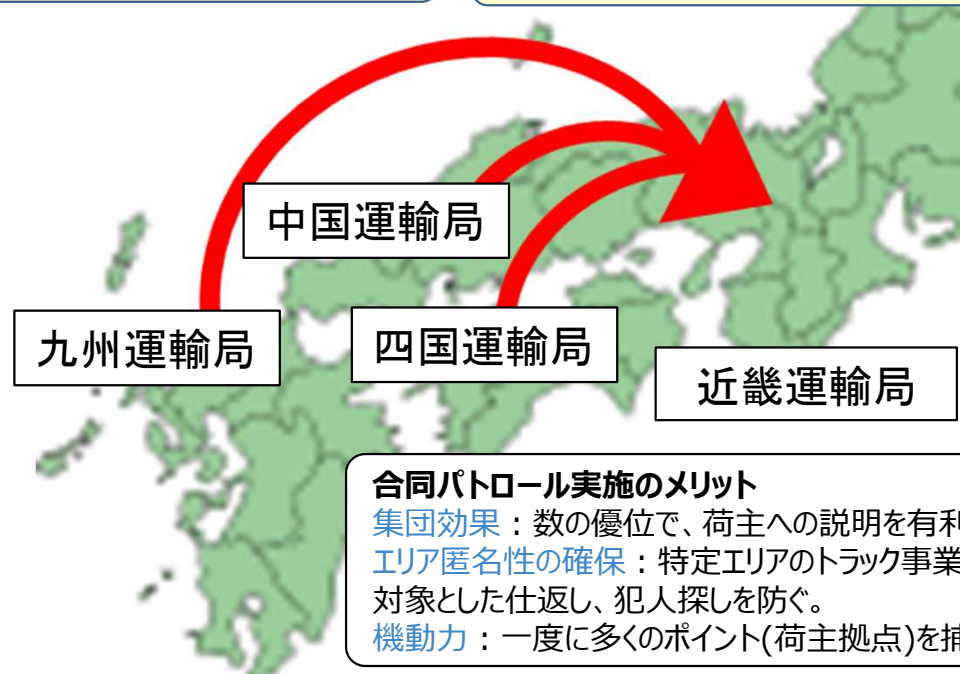 中国運輸局
九州運輸局
四国運輸局
近畿運輸局
合同パトロール実施のメリット
集団効果：数の優位で、荷主への説明を有利
エリア匿名性の確保：特定エリアのトラック事業
対象とした仕返し、犯人探しを防ぐ。
機動力：一度に多くのポイント(荷主拠点)を捕